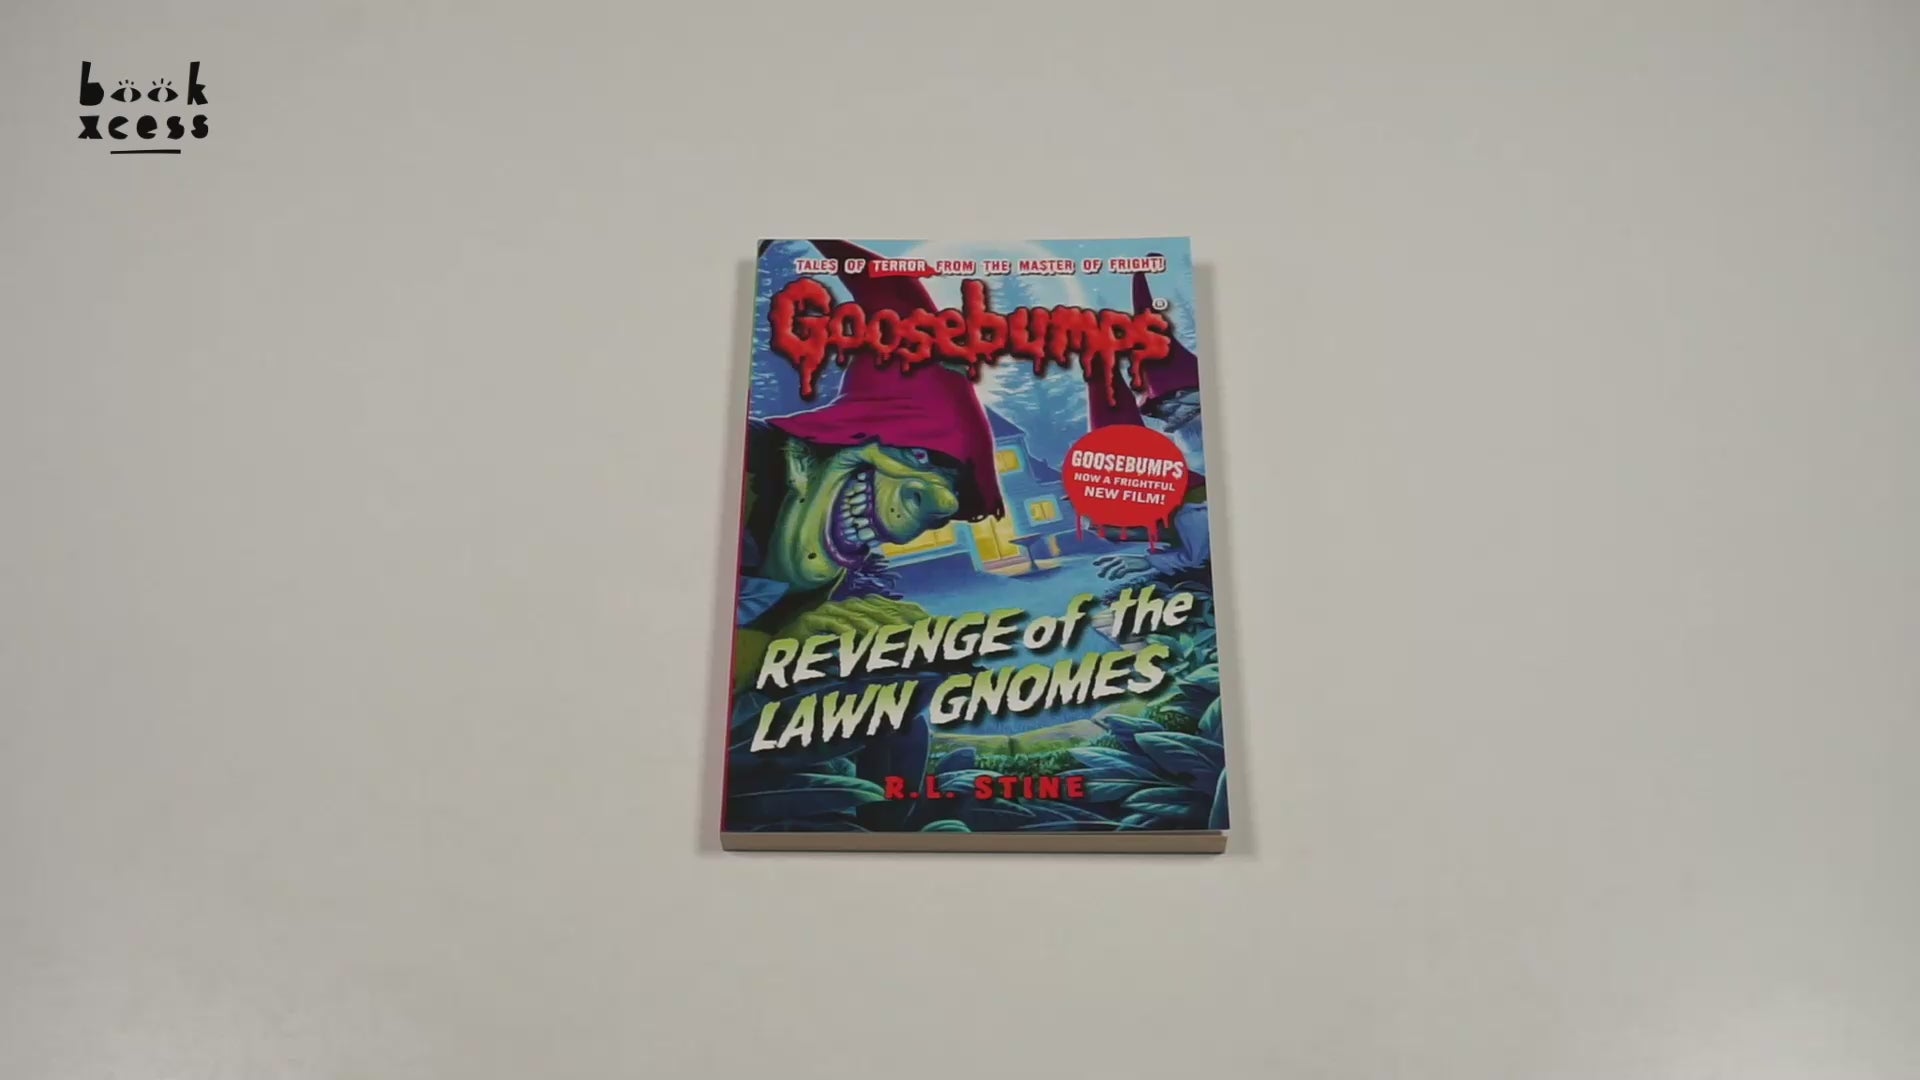 book
xcess
TALES OF TERROR FROM THE MASTER OF FRIGHT!
Goosebumps®
GOOSEBUMPS
NOW A FRIGHTFUL
NEW FILM!
REVENGE of the
LAWN GNOMES
R.L. STINE